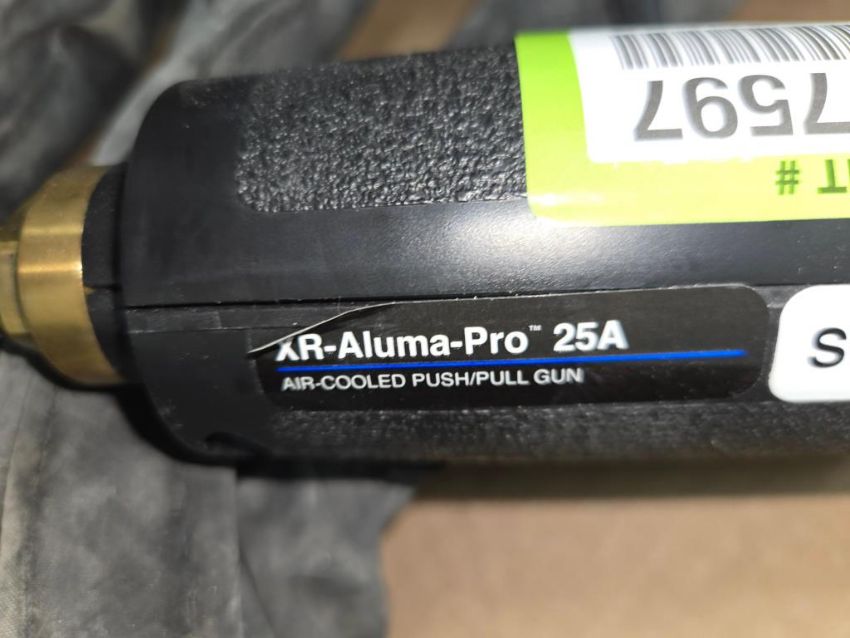 7597
#
XR-Aluma-Pro™ 25A
AIR-COOLED PUSH/PULL GUN
S